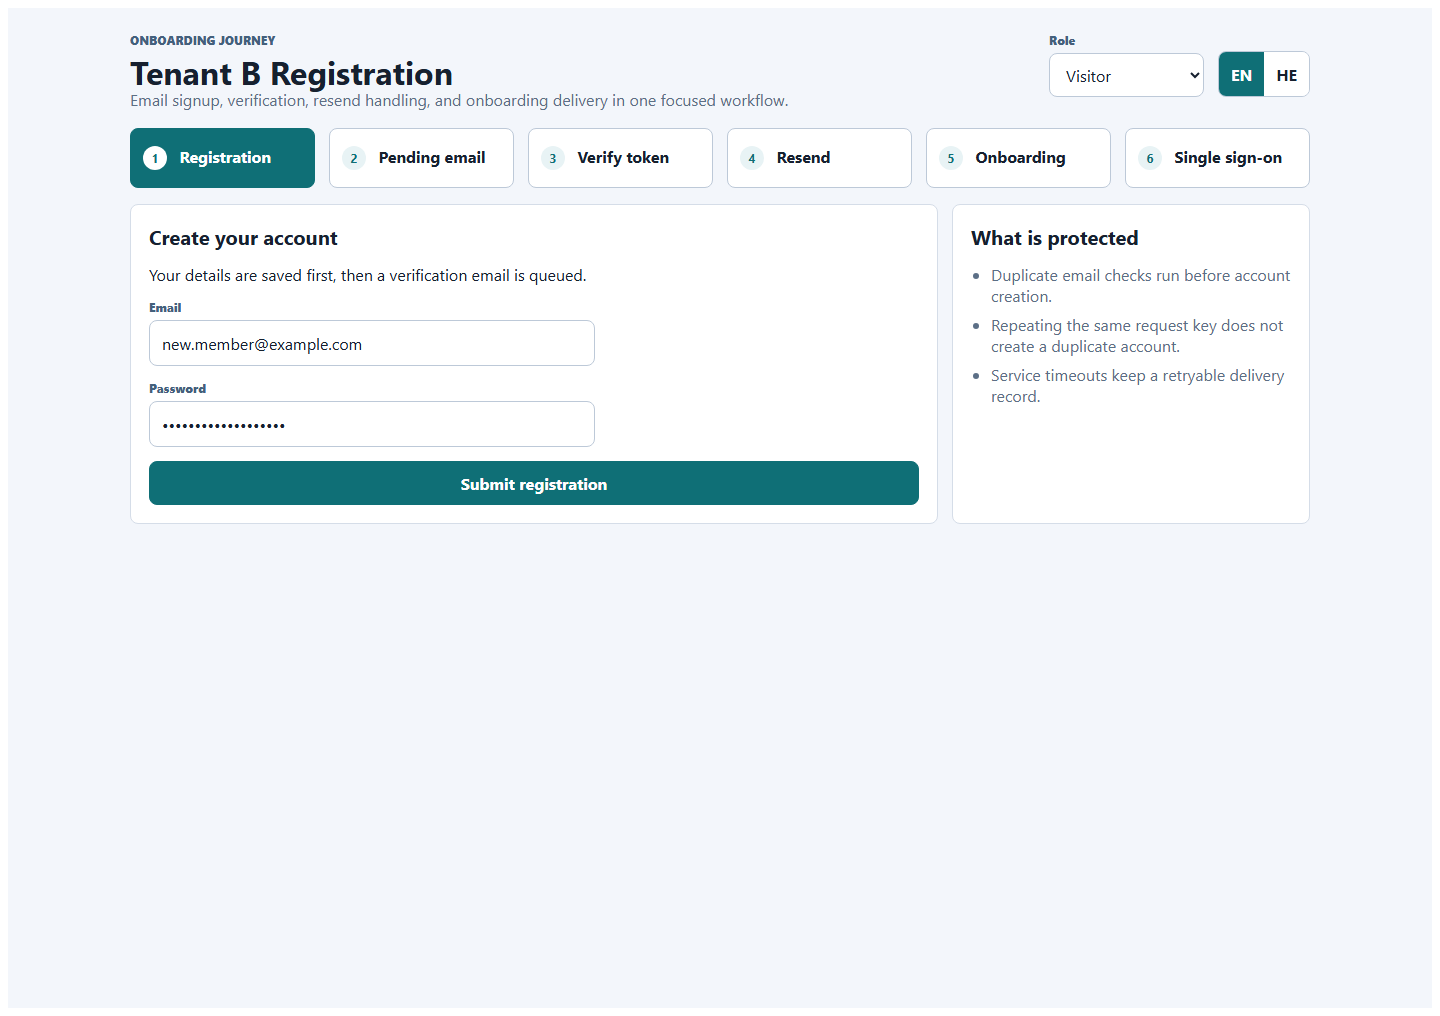 ONBOARDING JOURNEY
Tenant B Registration
Email signup, verification, resend handling, and onboarding delivery in one focused workflow.
Role
Visitor
EN
HE
1 Registration
2 Pending email
3 Verify token
4 Resend
5 Onboarding
6 Single sign-on
Create your account
Your details are saved first, then a verification email is queued.
Email
new.member@example.com
Password
•••••••••••••••••••
Submit registration
What is protected
• Duplicate email checks run before account
creation.
• Repeating the same request key does not
create a duplicate account.
• Service timeouts keep a retryable delivery
record.